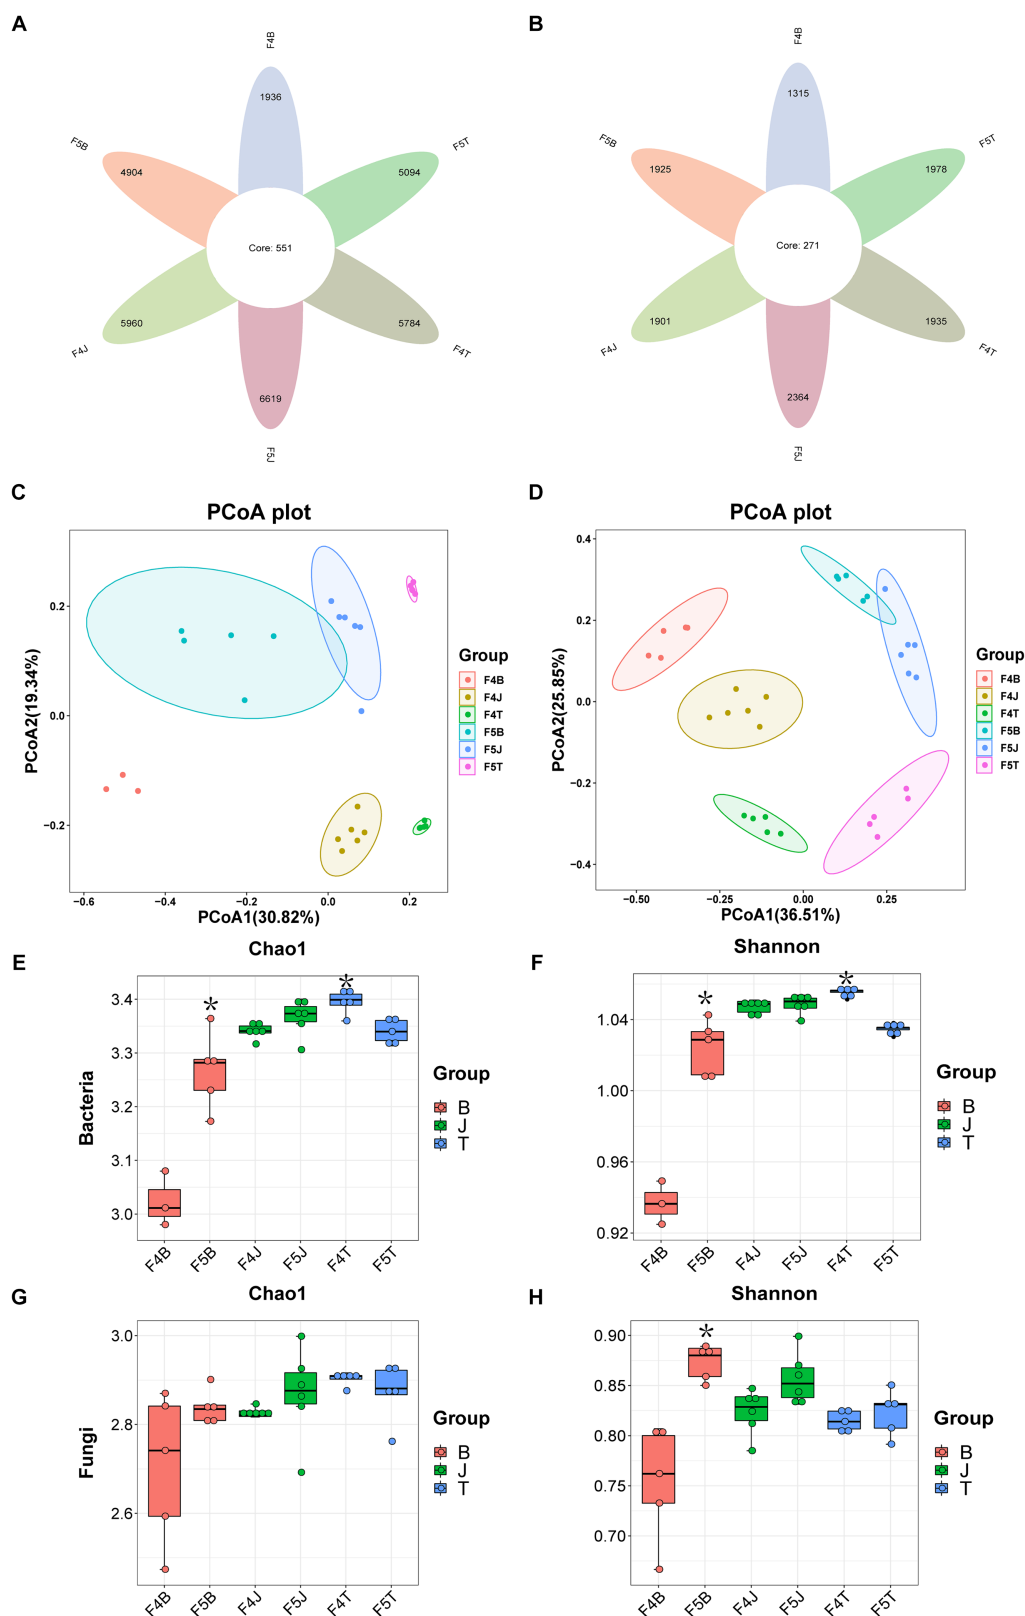 A
F4B
1936
F5B
4904
F5T
5094
Core: 551
5960
F4J
5784
F4T
6619
F5J
B
F4B
1315
F5B
1925
F5T
1978
Core: 271
1901
F4J
1935
F4T
2364
F5J
C
PCoA plot
PCoA2(19.34%)
0.2
0.0
−0.2
−0.6
−0.4
−0.2
0.0
0.2
PCoA1(30.82%)
Group
F4B
F4J
F4T
F5B
F5J
F5T
D
PCoA plot
PCoA2(25.85%)
0.4
0.2
0.0
−0.2
−0.4
−0.50
−0.25
0.00
0.25
PCoA1(36.51%)
Group
F4B
F4J
F4T
F5B
F5J
F5T
E
Chao1
Bacteria
3.4
3.3
3.2
3.1
3.0
*
*
F4B
F5B
F4J
F5J
F4T
F5T
Group
B
J
T
F
Shannon
1.04
1.00
0.96
0.92
*
*
F4B
F5B
F4J
F5J
F4T
F5T
Group
B
J
T
G
Chao1
Fungi
3.0
2.8
2.6
F4B
F5B
F4J
F5J
F4T
F5T
Group
B
J
T
H
Shannon
0.90
0.85
0.80
0.75
0.70
*
F4B
F5B
F4J
F5J
F4T
F5T
Group
B
J
T